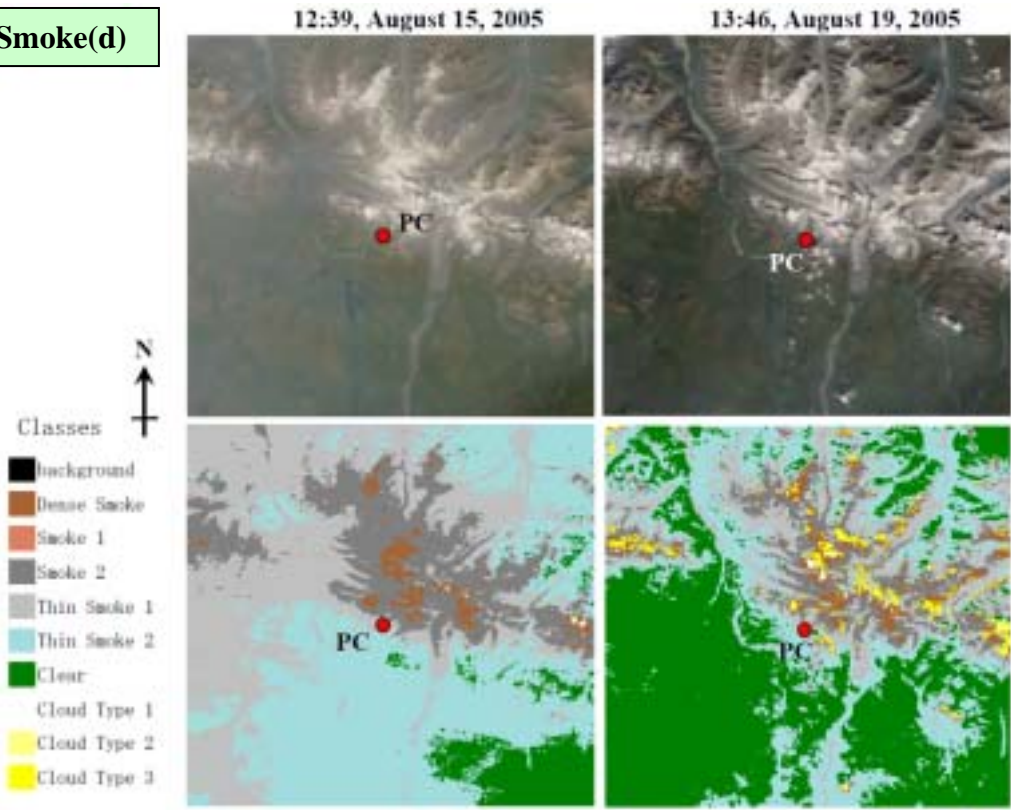 Smoke(d)
12:39, August 15, 2005
13:46, August 19, 2005
PC
PC
N
Classes
background
Dense Smoke
Smoke 1
Smoke 2
Thin Smoke 1
Thin Smoke 2
Clear
Cloud Type 1
Cloud Type 2
Cloud Type 3
PC
PC